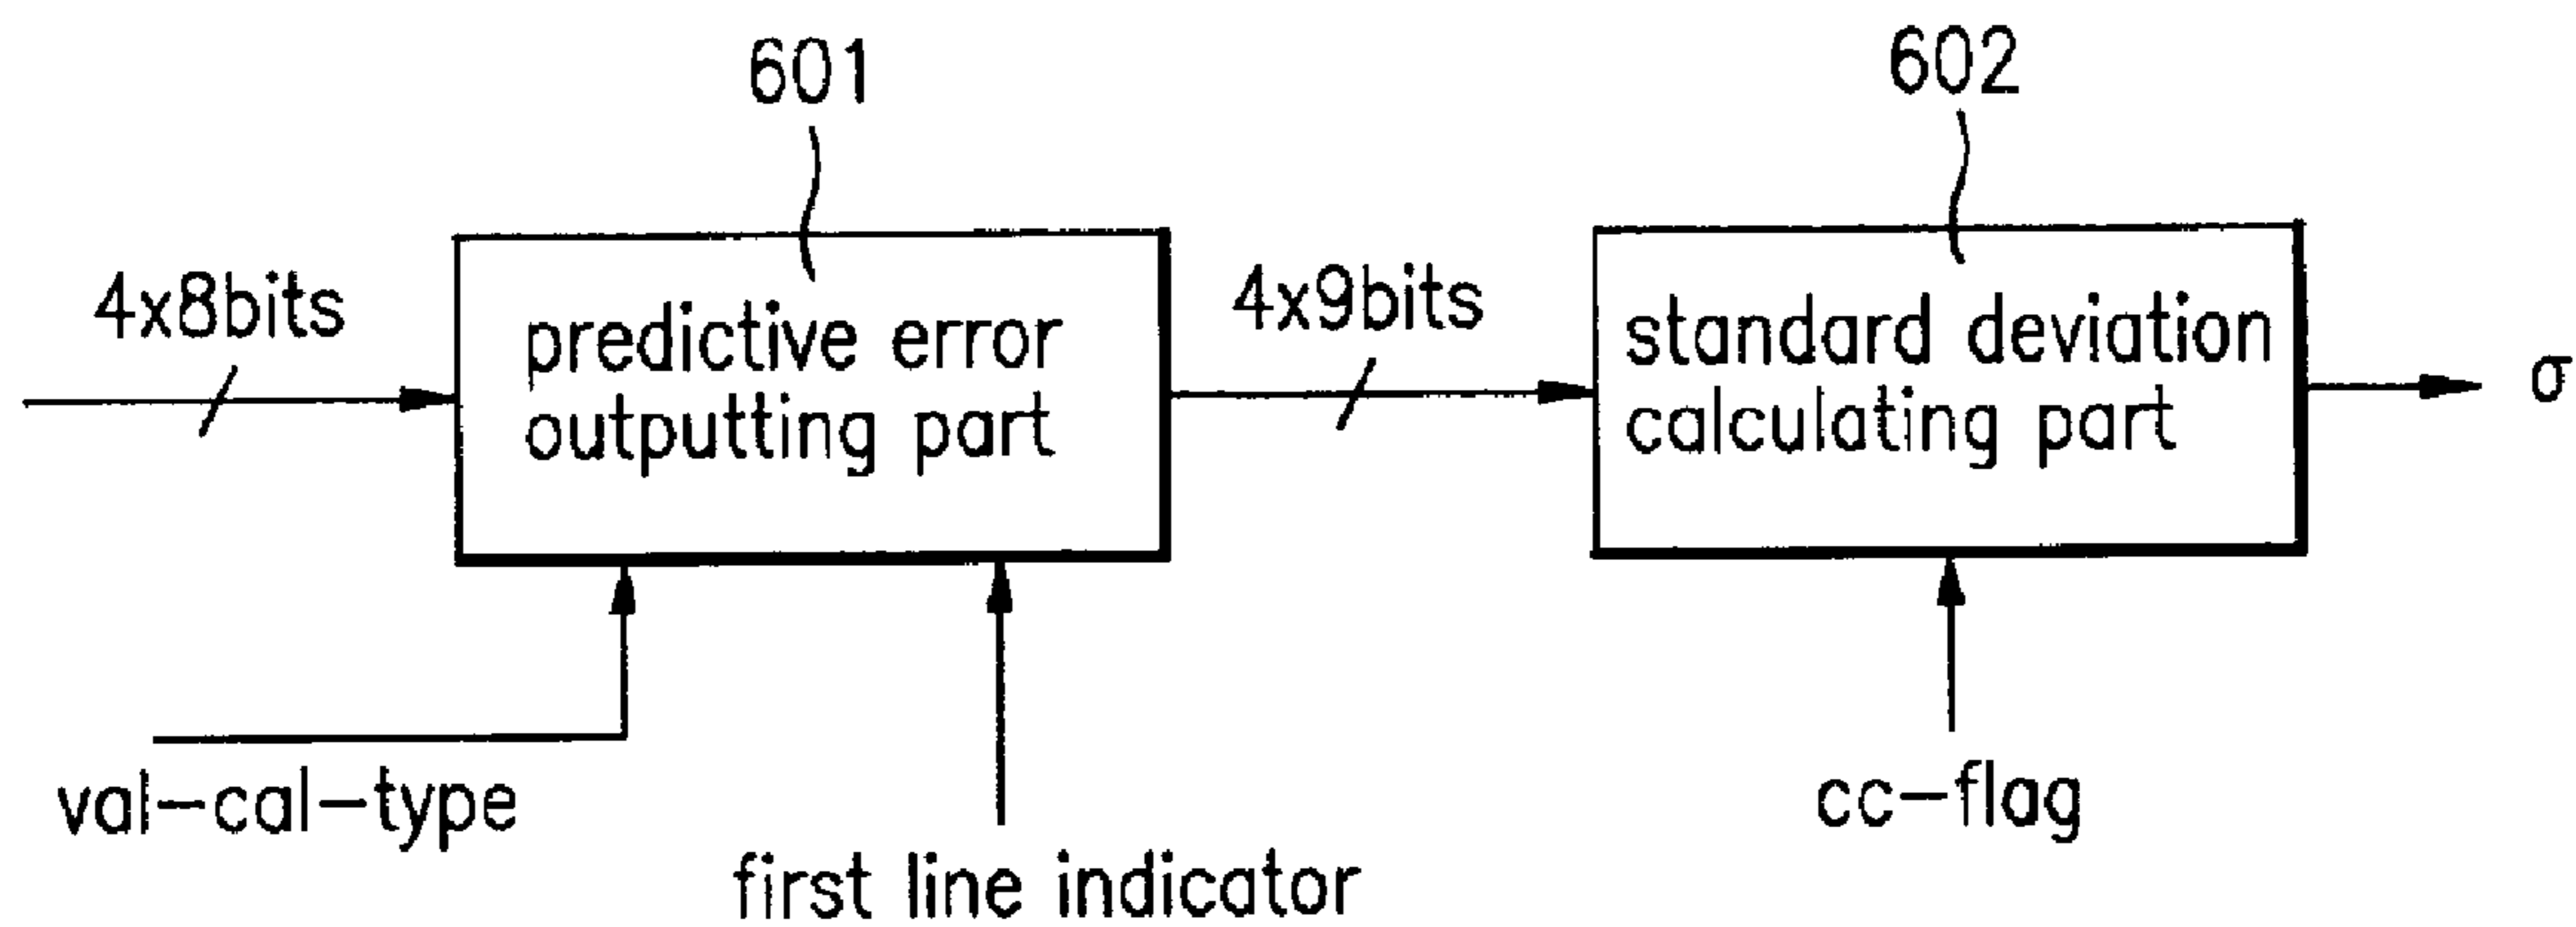 601
602
4x8bits
predictive error
outputting part
4x9bits
standard deviation
calculating part
σ
val-cal-type
first line indicator
cc-flag